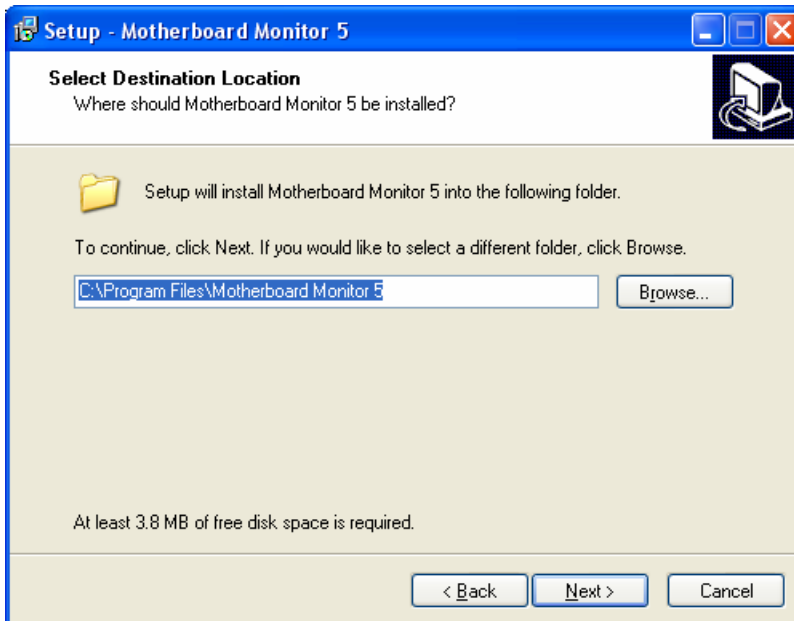 Setup - Motherboard Monitor 5
Select Destination Location
Where should Motherboard Monitor 5 be installed?
Setup will install Motherboard Monitor 5 into the following folder.
To continue, click Next. If you would like to select a different folder, click Browse.
C:\Program Files\Motherboard Monitor 5
Browse...
At least 3.8 MB of free disk space is required.
< Back Next > Cancel